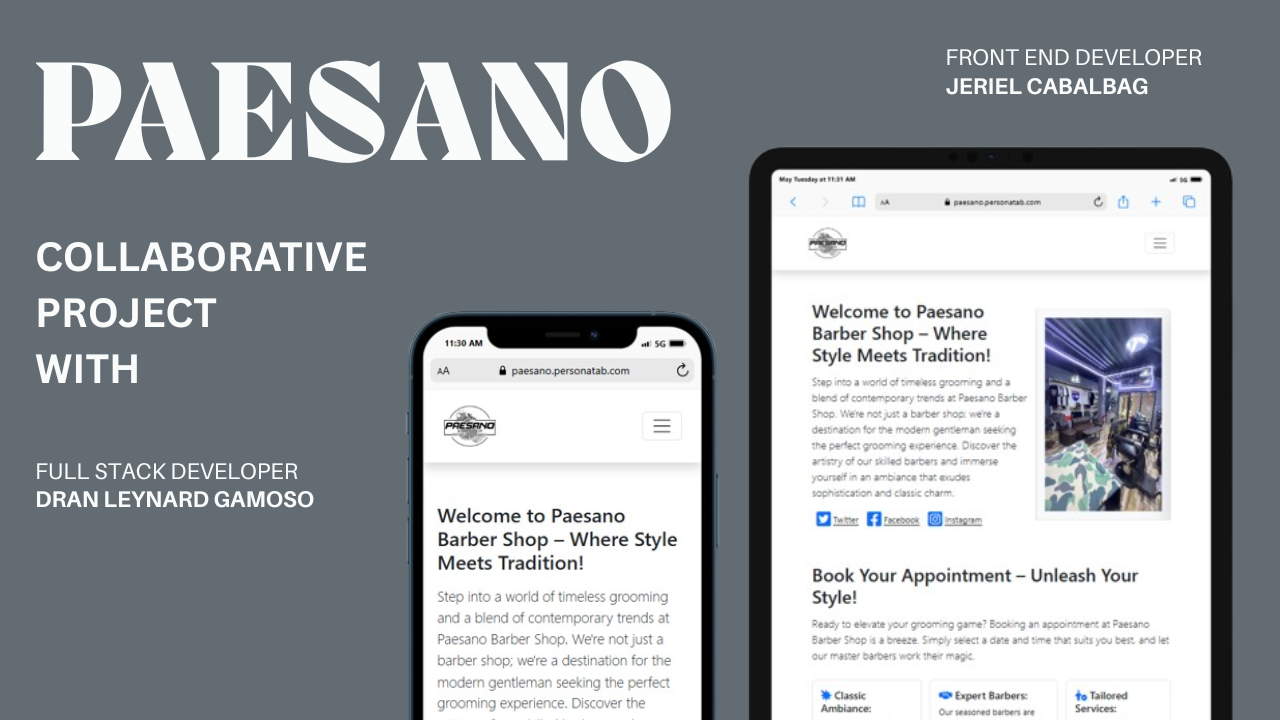 PAESANO
FRONT END DEVELOPER
JERIEL CABALBAG
COLLABORATIVE
PROJECT
WITH
FULL STACK DEVELOPER
DRAN LEYNARD GAMOSO
11:30 AM
5G
AA
paesano.personatab.com
PAESANO
Welcome to Paesano
Barber Shop – Where Style
Meets Tradition!
Step into a world of timeless grooming
and a blend of contemporary trends at
Paesano Barber Shop. We're not just a
barber shop; we're a destination for the
modern gentleman seeking the perfect
grooming experience. Discover the
May Tuesday at 11:31 AM
5G
AA
paesano.personatab.com
PAESANO
Welcome to Paesano
Barber Shop – Where
Style Meets Tradition!
Step into a world of timeless grooming and a
blend of contemporary trends at Paesano Barber
Shop. We're not just a barber shop; we're a
destination for the modern gentleman seeking
the perfect grooming experience. Discover the
artistry of our skilled barbers and immerse
yourself in an ambiance that exudes
sophistication and classic charm.
Twitter Facebook Instagram
Book Your Appointment – Unleash Your
Style!
Ready to elevate your grooming game? Booking an appointment at Paesano
Barber Shop is a breeze. Simply select a date and time that suits you best, and let
our master barbers work their magic.
Classic
Ambiance:
Expert Barbers:
Our seasoned barbers are
Tailored
Services: